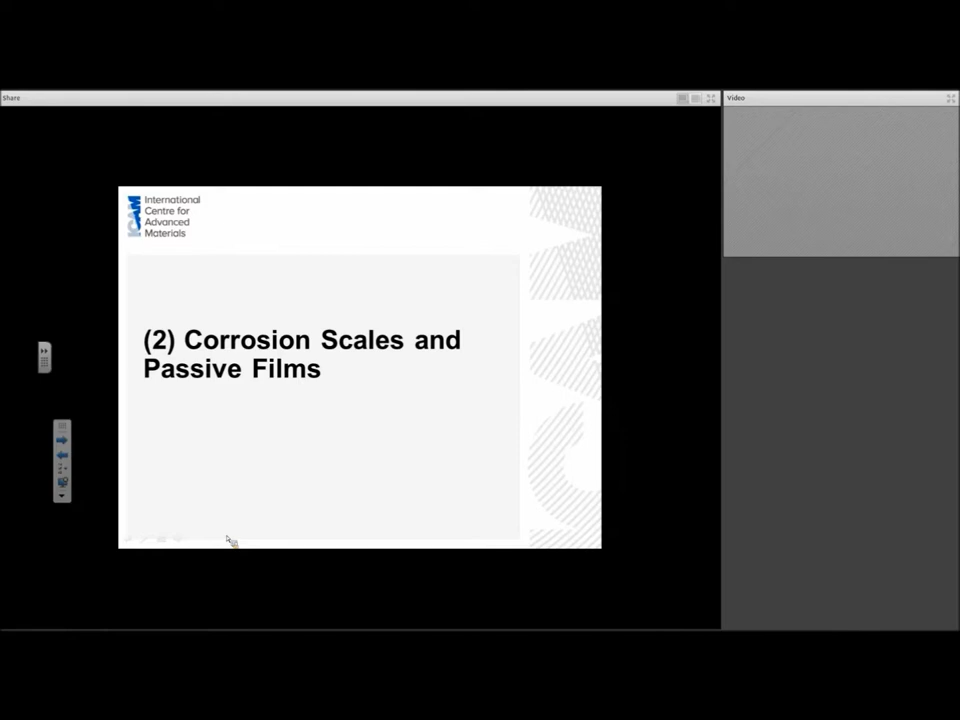 Share
Video
International
Centre for
Advanced
Materials
(2) Corrosion Scales and
Passive Films